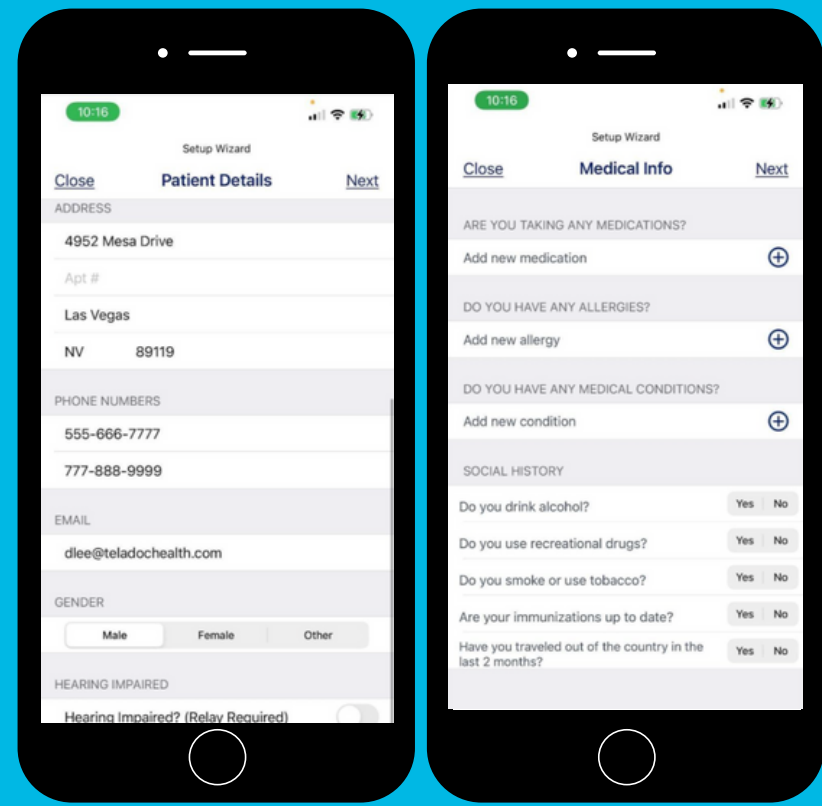 10:16
Setup Wizard
Close Patient Details Next
ADDRESS
4952 Mesa Drive
Apt #
Las Vegas
NV 89119
PHONE NUMBERS
555-666-7777
777-888-9999
EMAIL
dlee@teladochealth.com
GENDER
Male Female Other
HEARING IMPAIRED
Hearing Impaired? (Relay Required)
10:16
Setup Wizard
Close Medical Info Next
ARE YOU TAKING ANY MEDICATIONS?
Add new medication
DO YOU HAVE ANY ALLERGIES?
Add new allergy
DO YOU HAVE ANY MEDICAL CONDITIONS?
Add new condition
SOCIAL HISTORY
Do you drink alcohol? Yes No
Do you use recreational drugs? Yes No
Do you smoke or use tobacco? Yes No
Are your immunizations up to date? Yes No
Have you traveled out of the country in the
last 2 months? Yes No